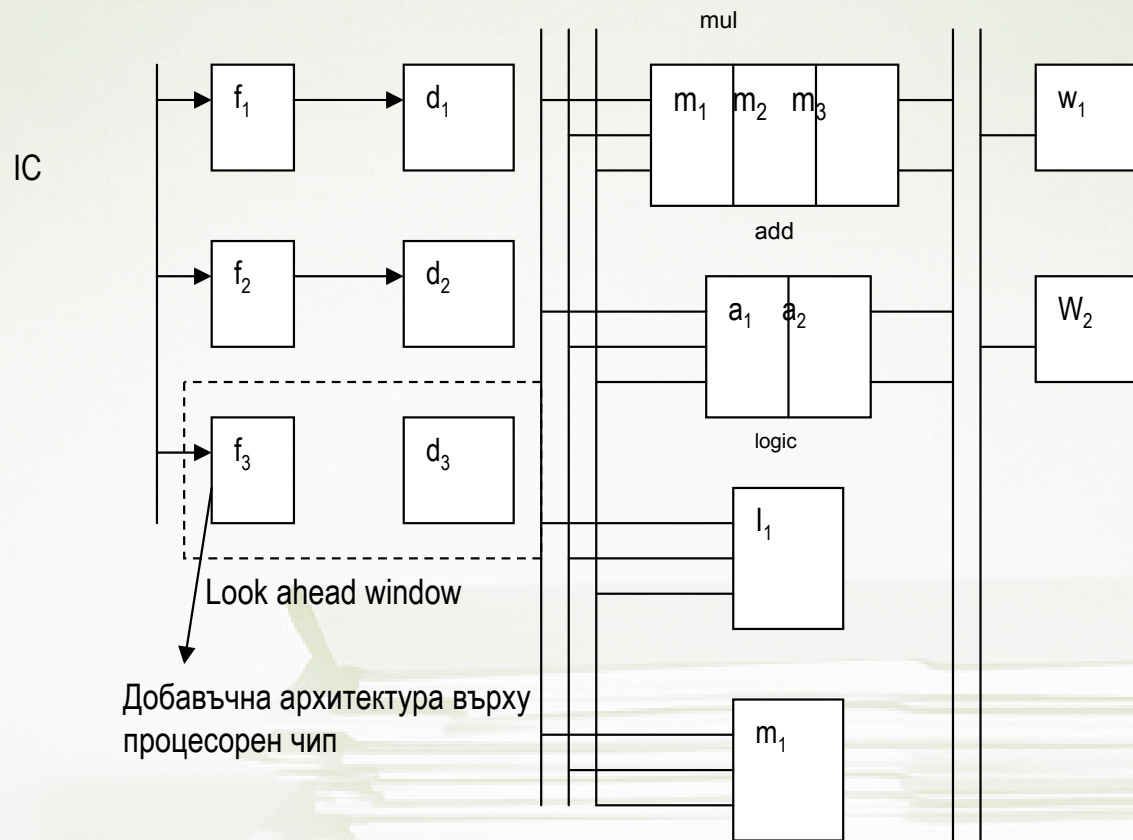 mul
f₁
d₁
m₁ m₂ m₃
w₁
IC
add
f₂
d₂
a₁ a₂
W₂
f₃
d₃
logic
l₁
Look ahead window
Добавъчна архитектура върху
процесорен чип
m₁